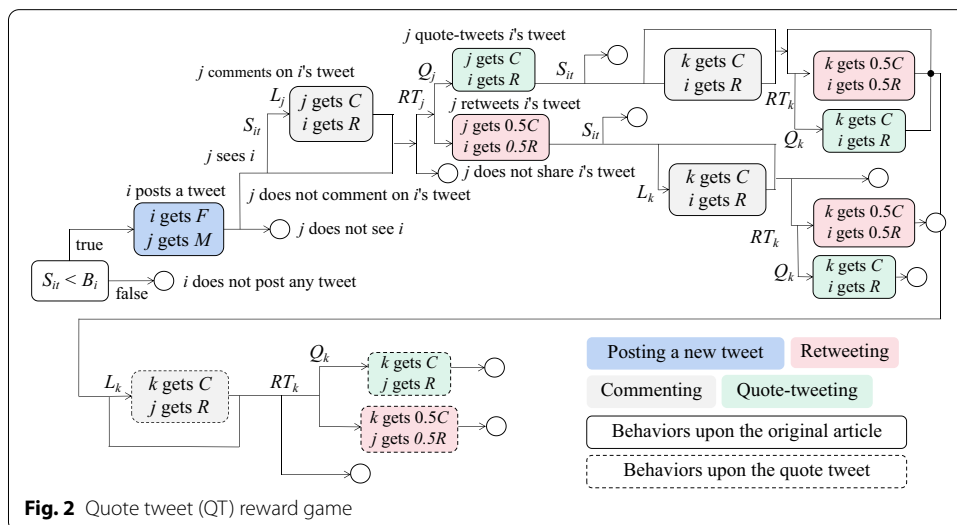 j quote-tweets i's tweet
j gets C
i gets R
Q_j
S_it
k gets C
i gets R
k gets 0.5C
i gets 0.5R
RT_k
Q_k
k gets C
i gets R
j comments on i's tweet
L_j
j gets C
i gets R
S_it
j sees i
RT_j
j retweets i's tweet
j gets 0.5C
i gets 0.5R
S_it
j does not share i's tweet
j does not comment on i's tweet
L_k
k gets C
i gets R
RT_k
k gets 0.5C
i gets 0.5R
Q_k
k gets C
i gets R
i posts a tweet
i gets F
j gets M
j does not see i
true
S_it < B_i
false
i does not post any tweet
L_k
k gets C
j gets R
RT_k
Q_k
k gets C
j gets R
k gets 0.5C
j gets 0.5R
Posting a new tweet
Retweeting
Commenting
Quote-tweeting
Behaviors upon the original article
Behaviors upon the quote tweet
Fig. 2 Quote tweet (QT) reward game